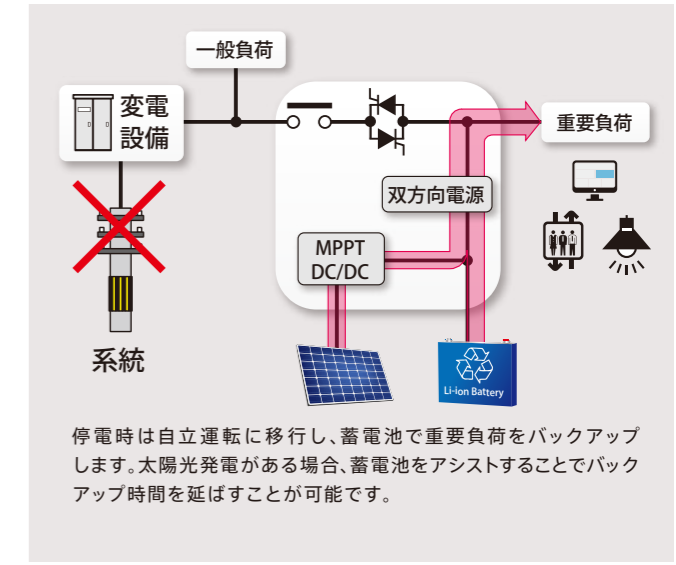 一般負荷
変電
設備
重要負荷
双方向電源
MPPT
DC/DC
系統
Li-ion Battery
停電時は自立運転に移行し、蓄電池で重要負荷をバックアップ
します。太陽光発電がある場合、蓄電池をアシストすることでバック
アップ時間を延ばすことが可能です。